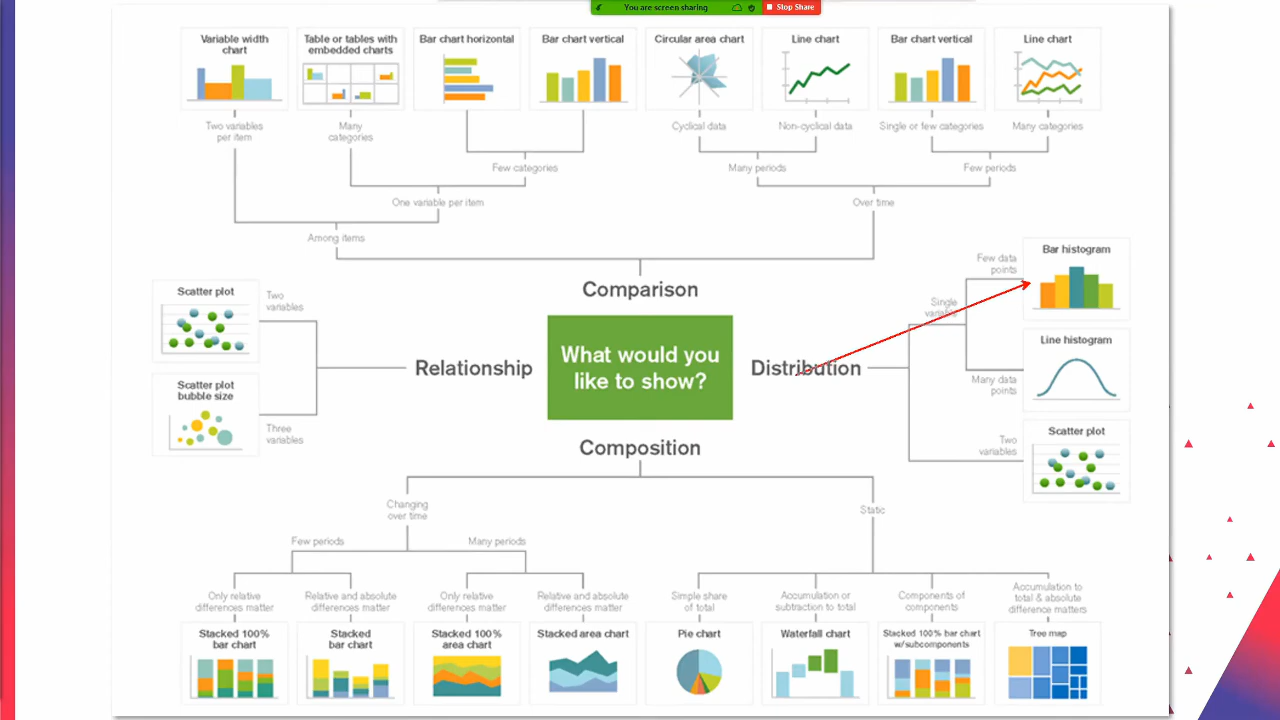 You are screen sharing
Stop Share
Variable width
chart
Table or tables with
embedded charts
Bar chart horizontal
Bar chart vertical
Circular area chart
Line chart
Bar chart vertical
Line chart
Two variables
per item
Many
categories
Cyclical data
Non-cyclical data
Single or few categories
Many categories
Few categories
Many periods
Few periods
One variable per item
Over time
Among items
Comparison
Scatter plot
Two
variables
Scatter plot
bubble size
Three
variables
Relationship
What would you
like to show?
Distribution
Single
variable
Few data
points
Bar histogram
Line histogram
Many data
points
Two
variables
Scatter plot
Composition
Changing
over time
Static
Few periods
Many periods
Only relative
differences matter
Relative and absolute
differences matter
Only relative
differences matter
Relative and absolute
differences matter
Simple share
of total
Accumulation or
subtraction to total
Components of
components
Accumulation to
total & absolute
difference matters
Stacked 100%
bar chart
Stacked
bar chart
Stacked 100%
area chart
Stacked area chart
Pie chart
Waterfall chart
Stacked 100% bar chart
w/subcomponents
Tree map